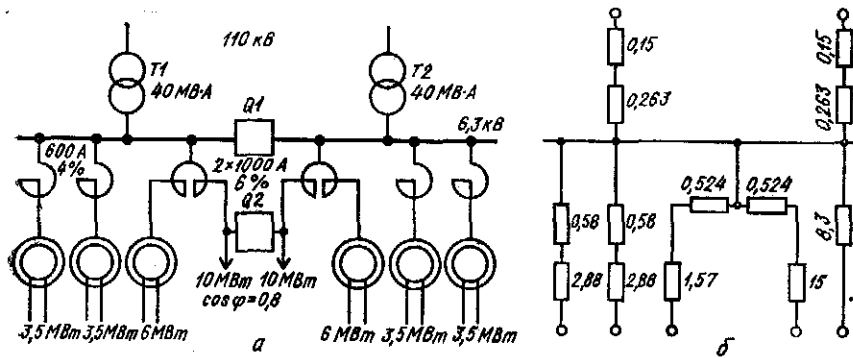 110 кВ
T1
40 МВ·А
Q1
T2
40 МВ·А
6,3 кВ
600 А
4%
2×1000 А
6 %
Q2
10 МВт 10 МВт
cos φ=0,8
3,5 МВт 3,5 МВт 6 МВт
6 МВт 3,5 МВт 3,5 МВт
а
0,15
0,263
0,15
0,263
0,524 0,524
0,58
0,58
8,3
2,88
2,88
1,57
15
б